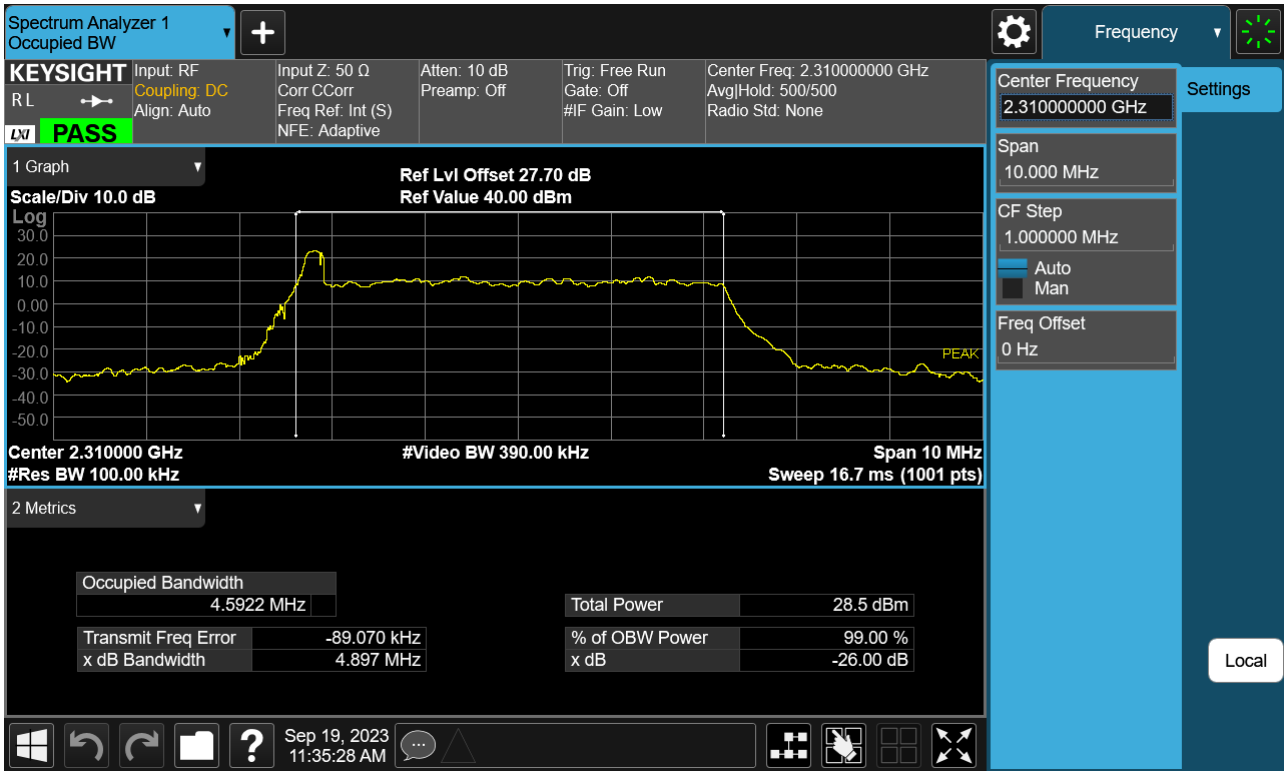 Spectrum Analyzer 1
Occupied BW
+
Frequency
KEYSIGHT
R L
LXI
PASS
Input: RF
Coupling: DC
Align: Auto
Input Z: 50 Ω
Corr CCorr
Freq Ref: Int (S)
NFE: Adaptive
Atten: 10 dB
Preamp: Off
Trig: Free Run
Gate: Off
#IF Gain: Low
Center Freq: 2.310000000 GHz
Avg|Hold: 500/500
Radio Std: None
Center Frequency
2.310000000 GHz
Settings
Span
10.000 MHz
CF Step
1.000000 MHz
Auto
Man
Freq Offset
0 Hz
Local
1 Graph
Scale/Div 10.0 dB
Ref Lvl Offset 27.70 dB
Ref Value 40.00 dBm
Log
30.0
20.0
10.0
0.00
-10.0
-20.0
-30.0
-40.0
-50.0
PEAK
Center 2.310000 GHz
#Video BW 390.00 kHz
Span 10 MHz
#Res BW 100.00 kHz
Sweep 16.7 ms (1001 pts)
2 Metrics
Occupied Bandwidth
4.5922 MHz
Total Power 28.5 dBm
Transmit Freq Error -89.070 kHz
% of OBW Power 99.00 %
x dB Bandwidth 4.897 MHz
x dB -26.00 dB
?
Sep 19, 2023
11:35:28 AM